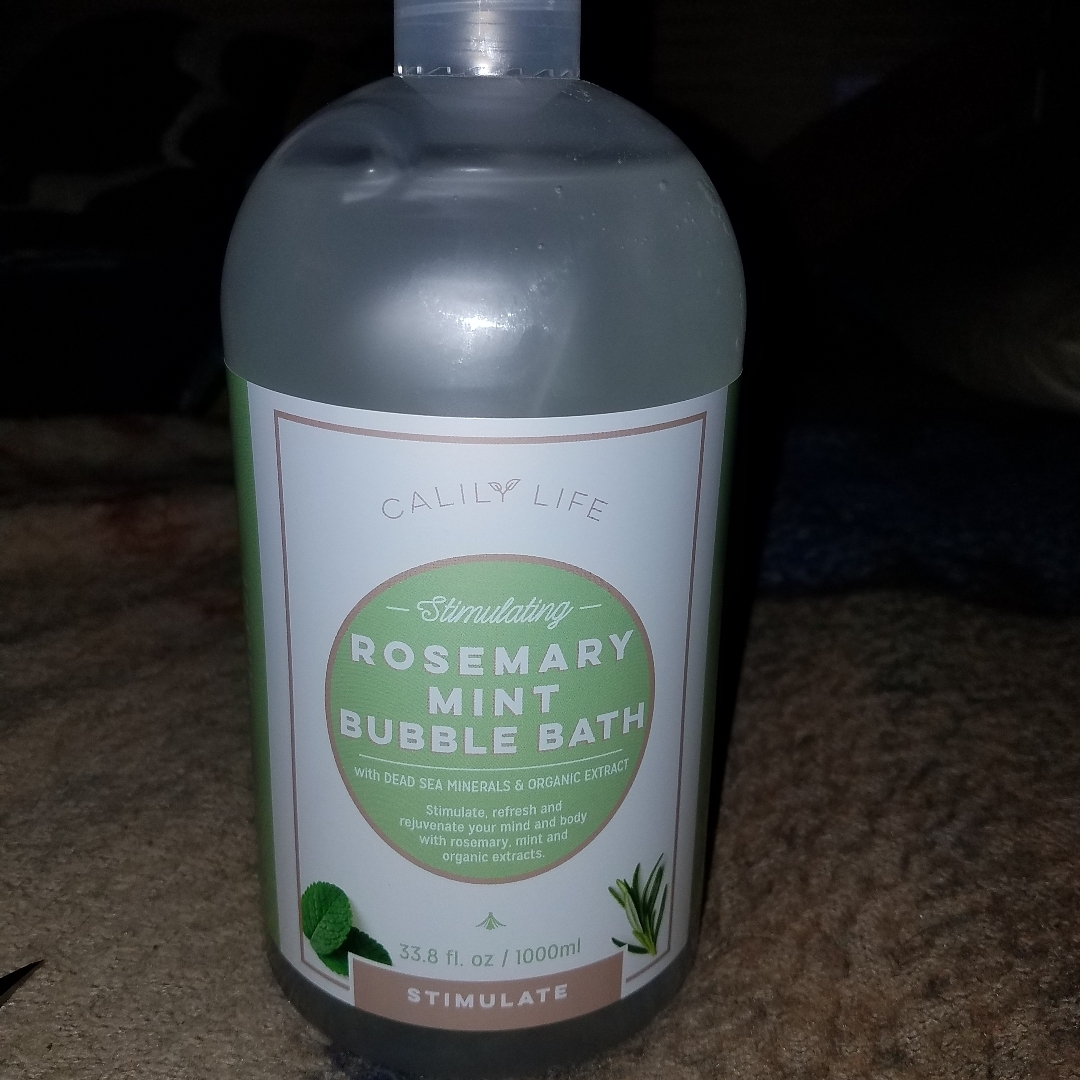 CALILY LIFE
Stimulating
ROSEMARY
MINT
BUBBLE BATH
with DEAD SEA MINERALS & ORGANIC EXTRACT
Stimulate, refresh and
rejuvenate your mind and body
with rosemary, mint and
organic extracts.
33.8 fl. oz / 1000ml
STIMULATE